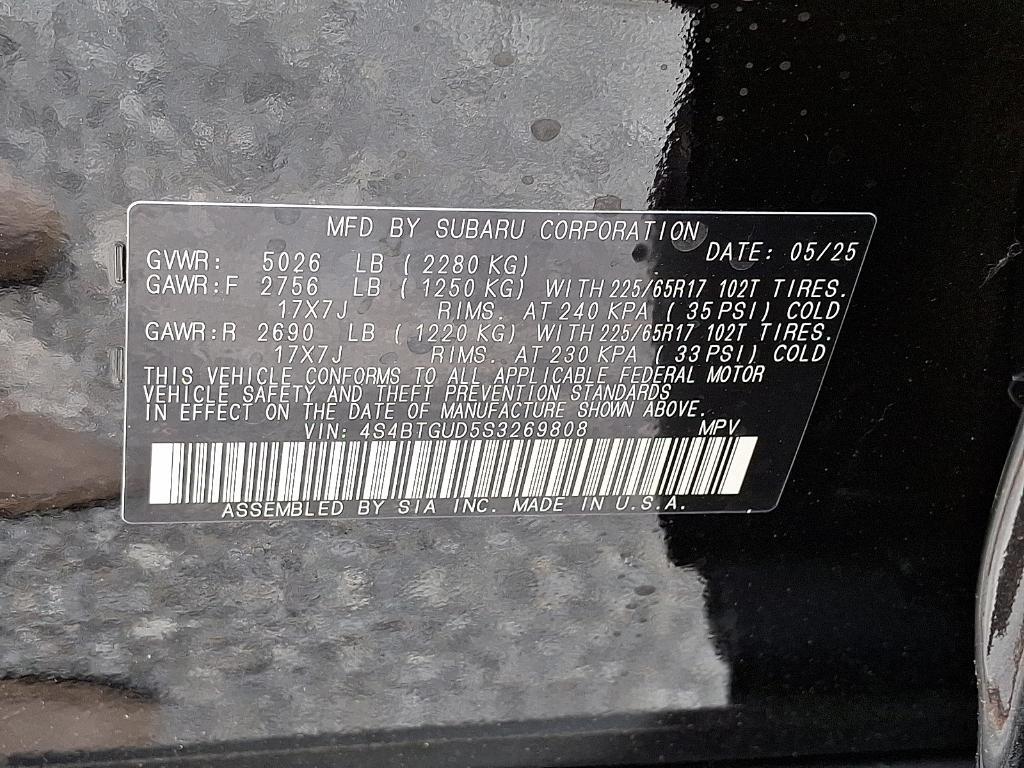 MFD BY SUBARU CORPORATION
DATE: 05/25
GVWR: 5026 LB (2280 KG)
GAWR:F 2756 LB (1250 KG) WITH 225/65R17 102T TIRES.
17X7J RIMS. AT 240 KPA (35 PSI) COLD
GAWR:R 2690 LB (1220 KG) WITH 225/65R17 102T TIRES.
17X7J RIMS. AT 230 KPA (33 PSI) COLD
THIS VEHICLE CONFORMS TO ALL APPLICABLE FEDERAL MOTOR
VEHICLE SAFETY AND THEFT PREVENTION STANDARDS
IN EFFECT ON THE DATE OF MANUFACTURE SHOWN ABOVE.
VIN: 4S4BTGUD5S3269808 MPV
ASSEMBLED BY SIA INC. MADE IN U.S.A.